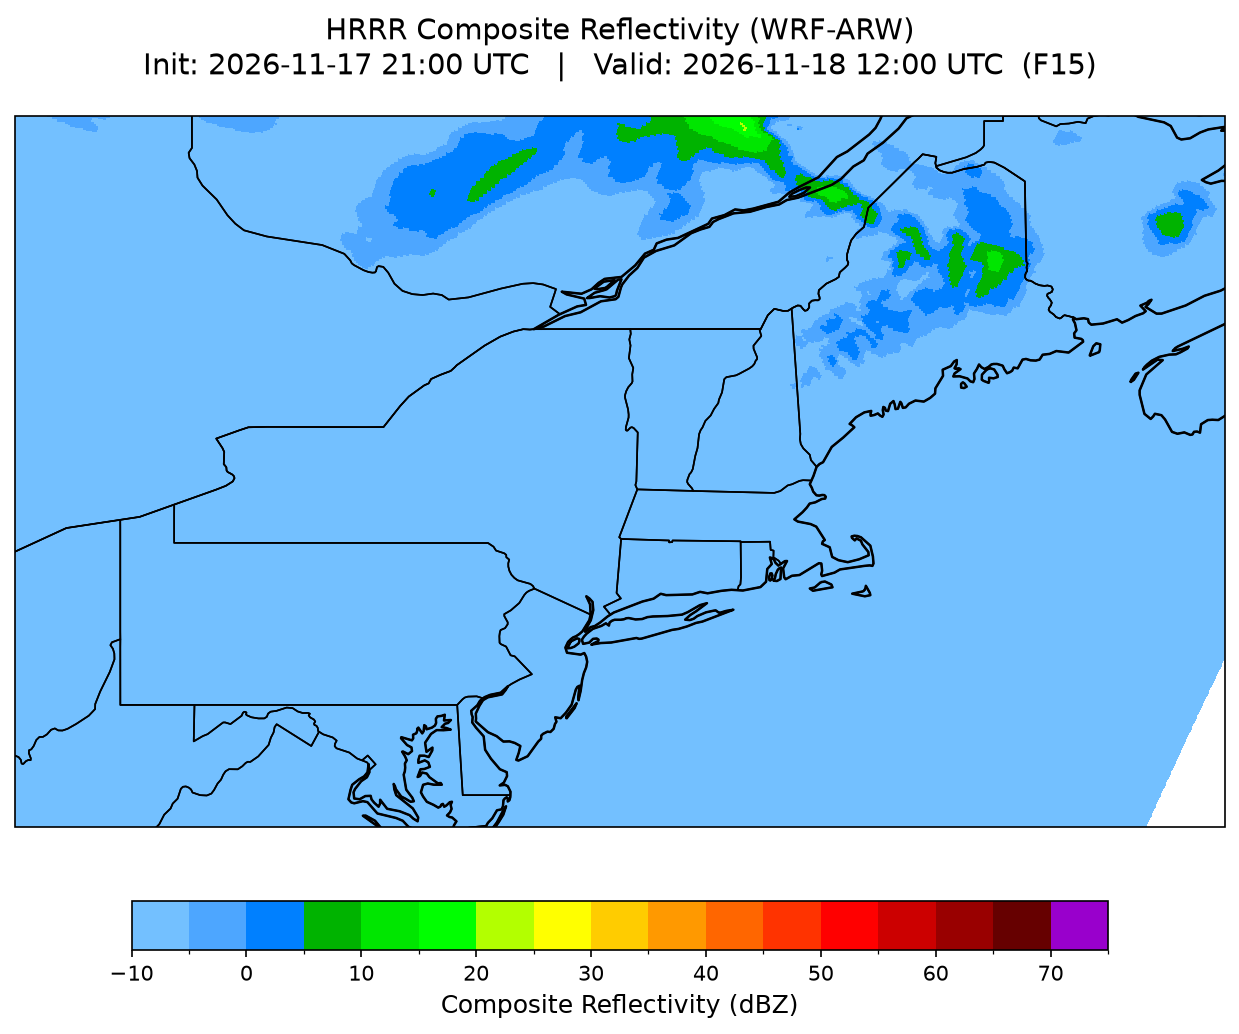 HRRR Composite Reflectivity (WRF-ARW)
Init: 2026-11-17 21:00 UTC   |   Valid: 2026-11-18 12:00 UTC  (F15)
−10 0 10 20 30 40 50 60 70
Composite Reflectivity (dBZ)